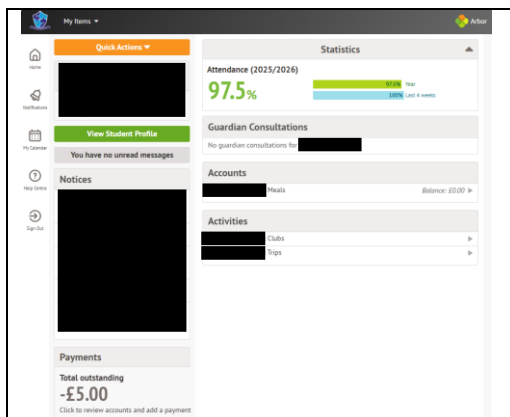 My Items
Arbor
Home
Notifications
My Calendar
Help Centre
Sign Out
Quick Actions
View Student Profile
You have no unread messages
Notices
Payments
Total outstanding
-£5.00
Click to review accounts and add a payment
Statistics
Attendance (2025/2026)
97.5%
97.5% Year
100% Last 4 weeks
Guardian Consultations
No guardian consultations for
Accounts
Meals Balance: £0.00
Activities
Clubs
Trips